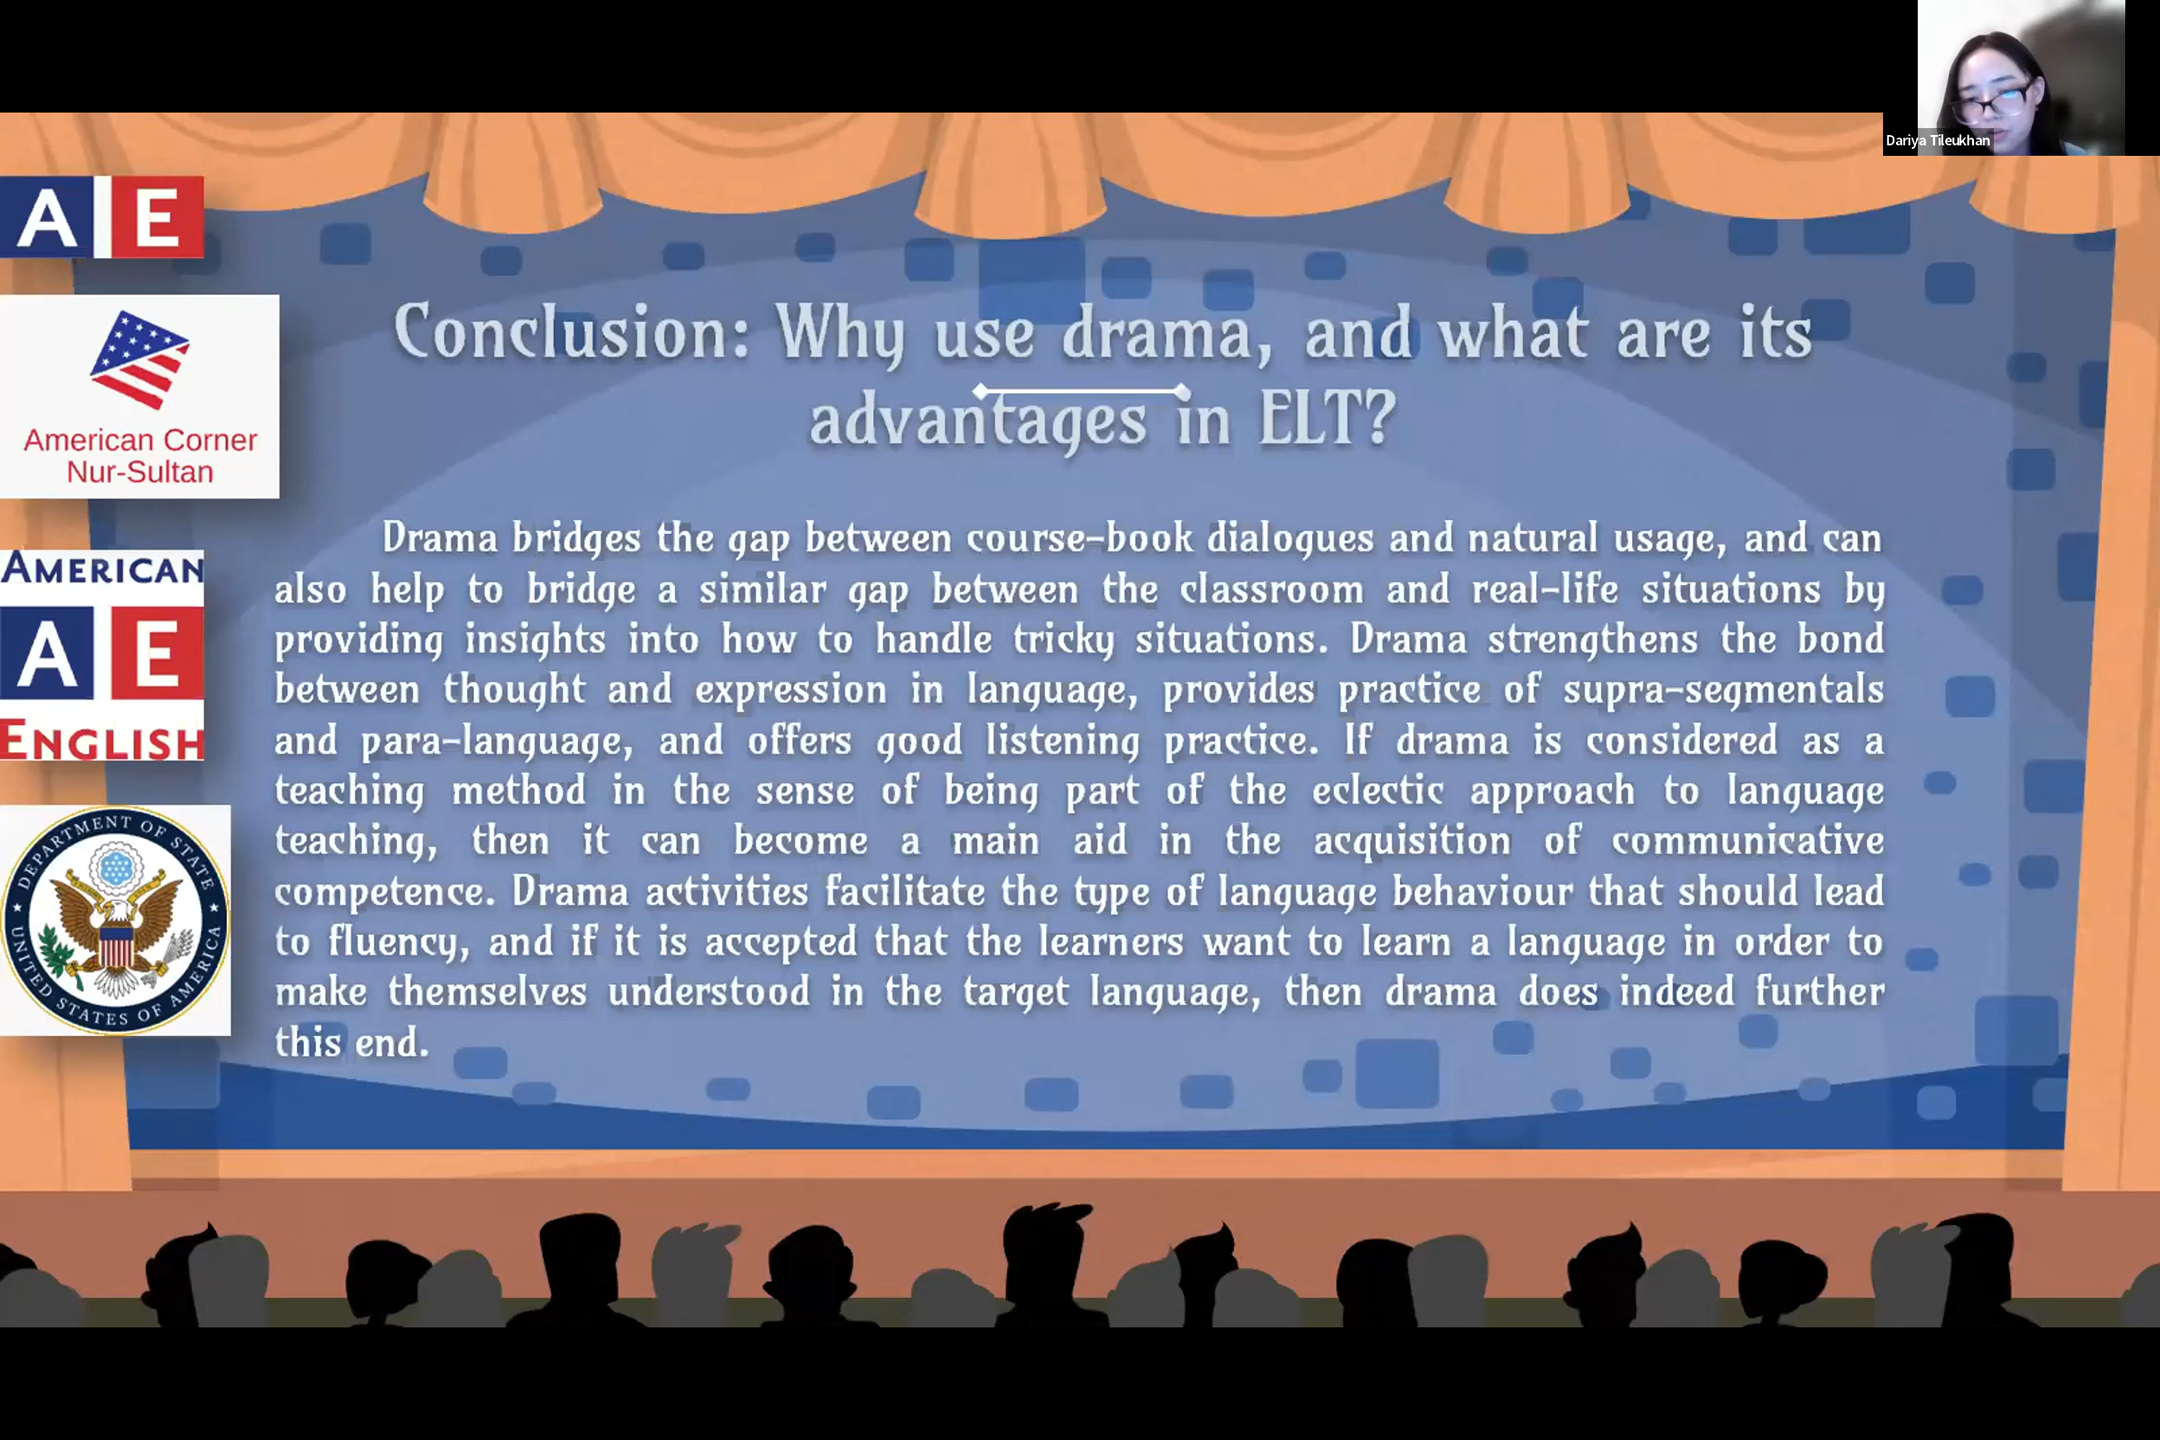 Dariya Tileukhan
A E
American Corner
Nur-Sultan
AMERICAN
A E
ENGLISH
DEPARTMENT OF STATE
UNITED STATES OF AMERICA
Conclusion: Why use drama, and what are its
advantages in ELT?
Drama bridges the gap between course-book dialogues and natural usage, and can
also help to bridge a similar gap between the classroom and real-life situations by
providing insights into how to handle tricky situations. Drama strengthens the bond
between thought and expression in language, provides practice of supra-segmentals
and para-language, and offers good listening practice. If drama is considered as a
teaching method in the sense of being part of the eclectic approach to language
teaching, then it can become a main aid in the acquisition of communicative
competence. Drama activities facilitate the type of language behaviour that should lead
to fluency, and if it is accepted that the learners want to learn a language in order to
make themselves understood in the target language, then drama does indeed further
this end.